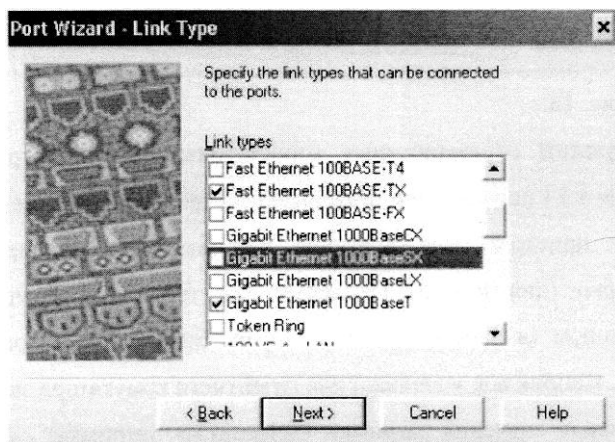 Port Wizard - Link Type
Specify the link types that can be connected
to the ports.
Link types
Fast Ethernet 100BASE-T4
Fast Ethernet 100BASE-TX
Fast Ethernet 100BASE-FX
Gigabit Ethernet 1000BaseCX
Gigabit Ethernet 1000BaseSX
Gigabit Ethernet 1000BaseLX
Gigabit Ethernet 1000BaseT
Token Ring
< Back
Next >
Cancel
Help